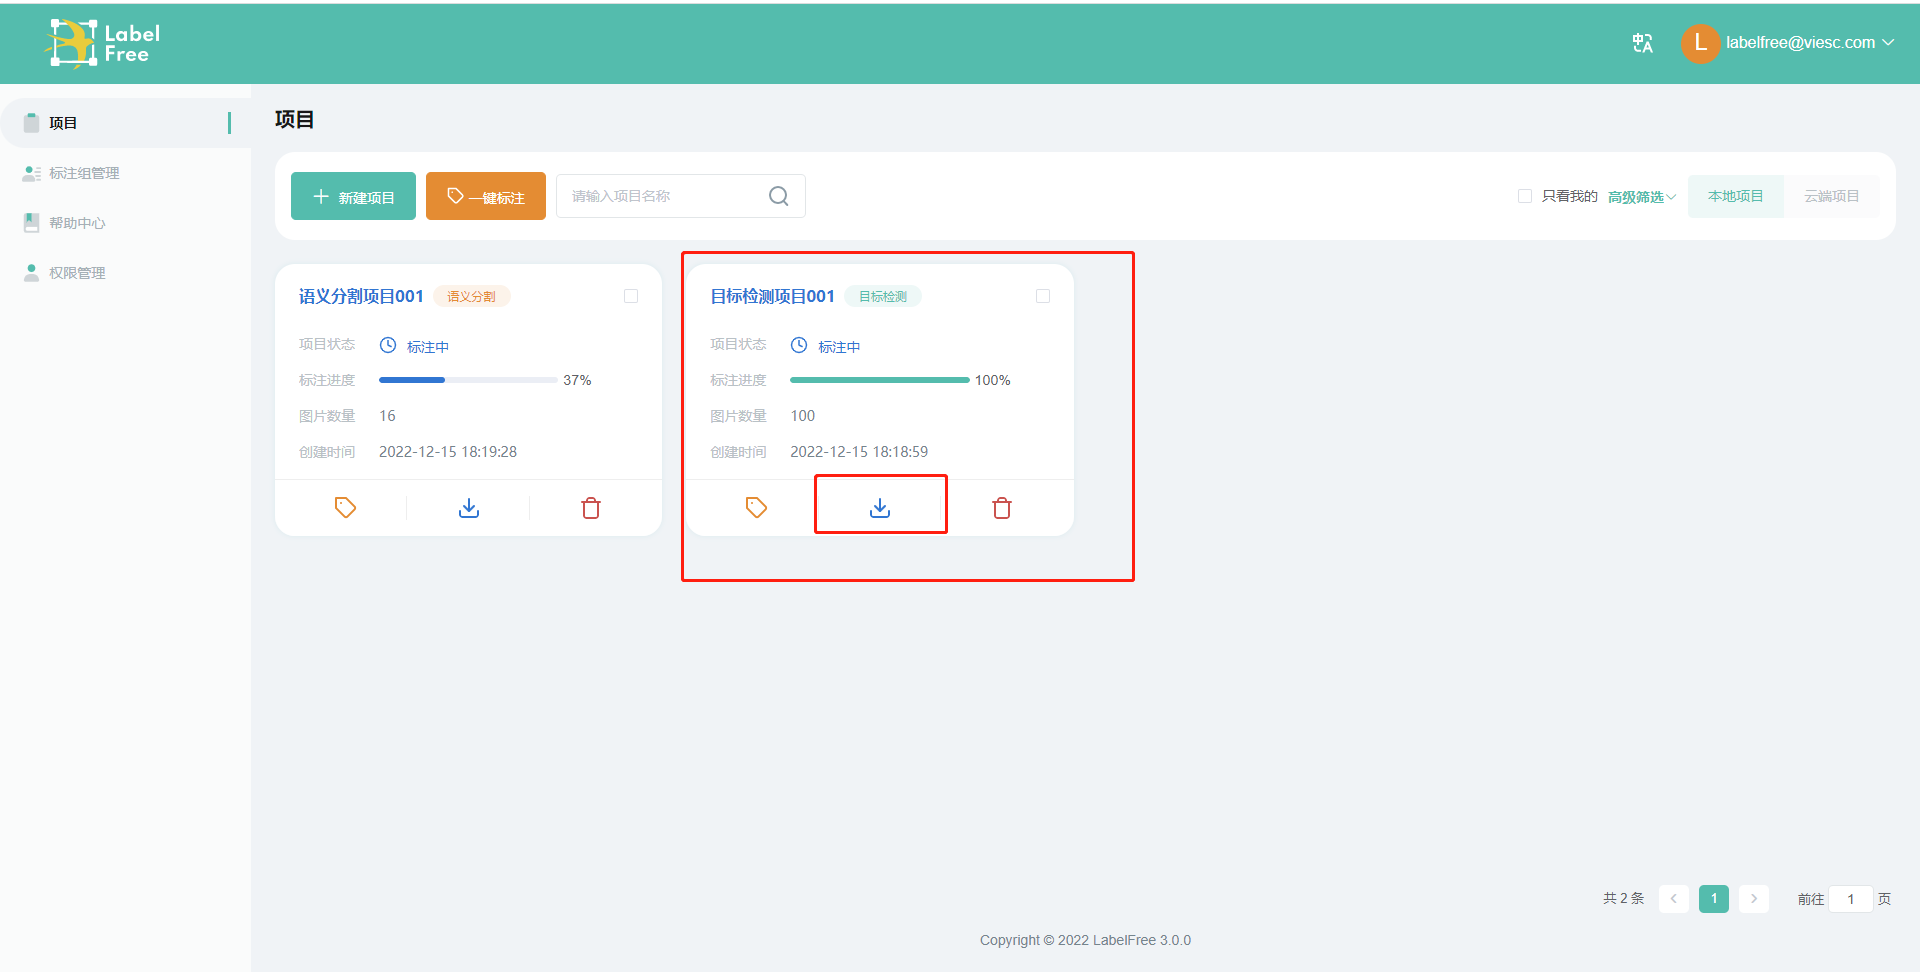 Label
Free
L labelfree@viesc.com
项目
标注组管理
帮助中心
权限管理
项目
新建项目 一键标注 请输入项目名称 只看我的 高级筛选 本地项目 云端项目
语义分割项目001 语义分割
项目状态 标注中
标注进度 37%
图片数量 16
创建时间 2022-12-15 18:19:28
目标检测项目001 目标检测
项目状态 标注中
标注进度 100%
图片数量 100
创建时间 2022-12-15 18:18:59
共 2 条 1 前往 1 页
Copyright © 2022 LabelFree 3.0.0